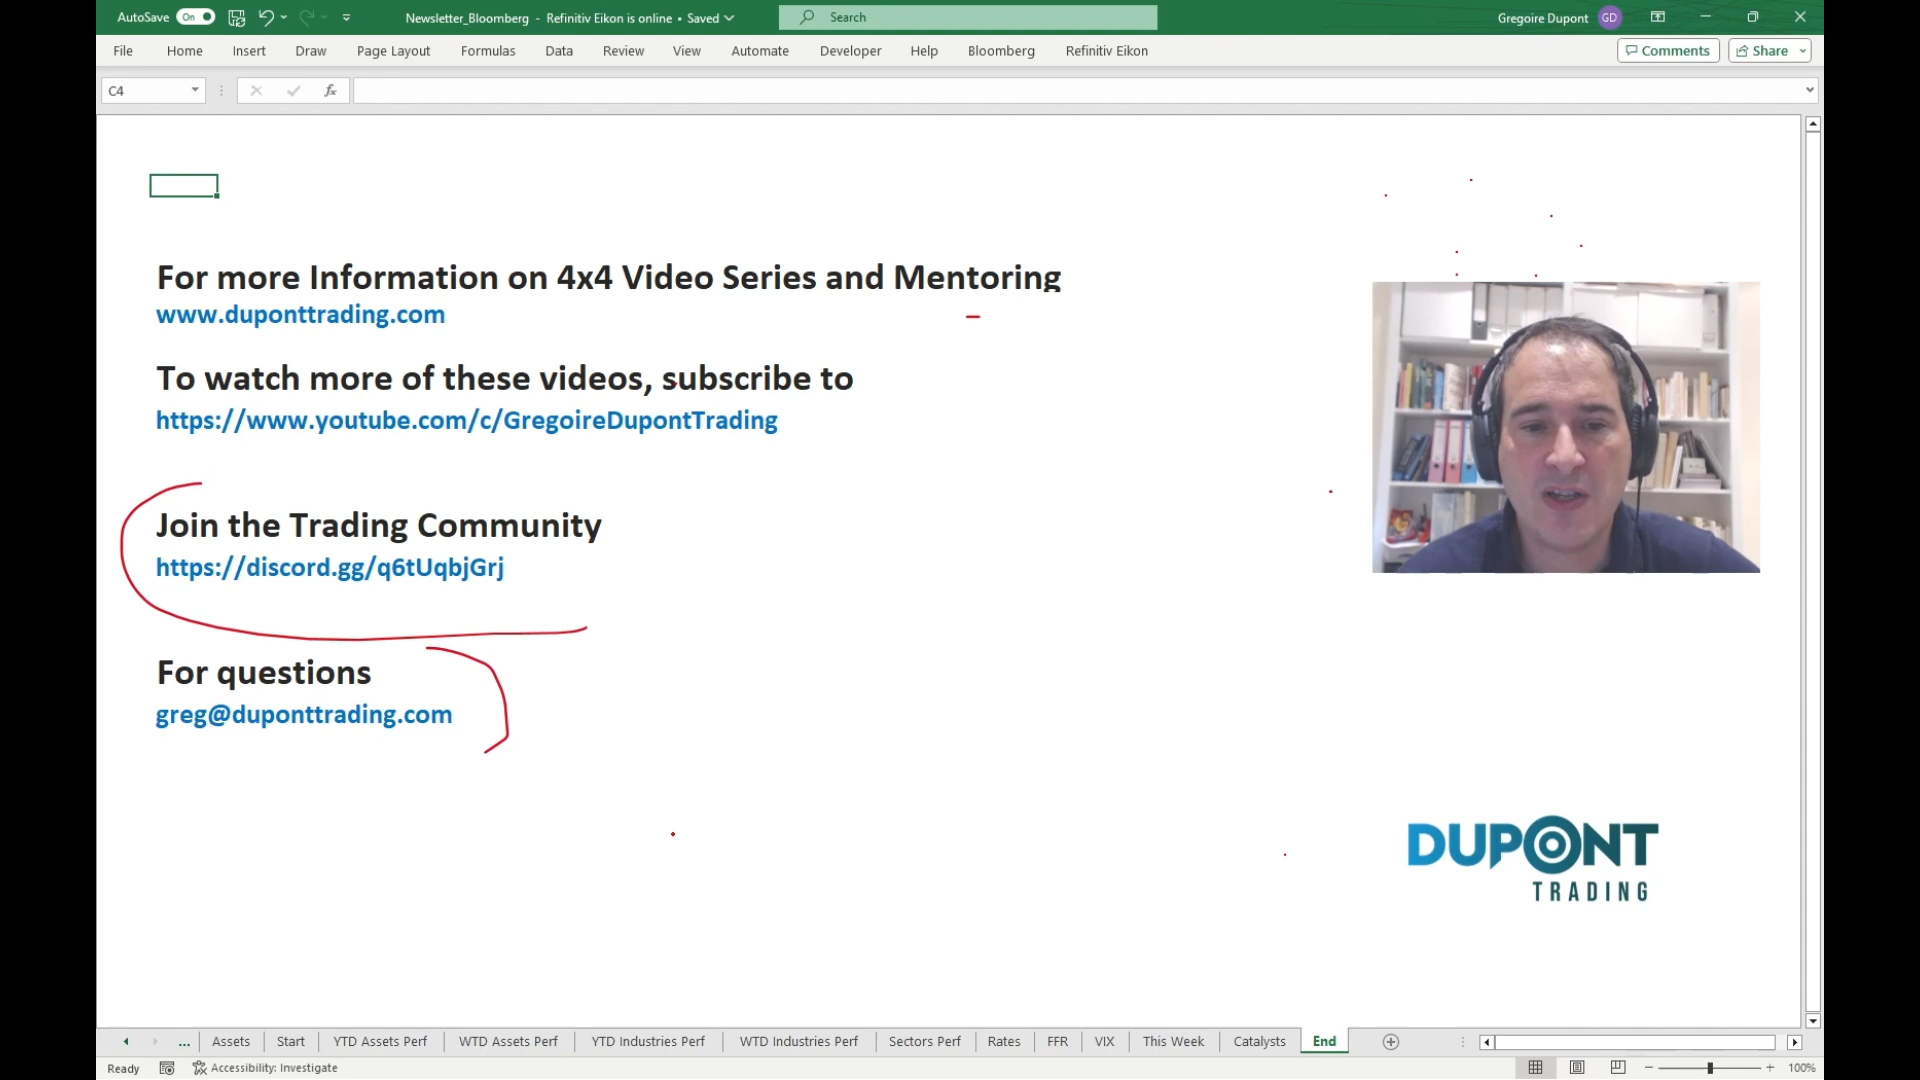 AutoSave On Newsletter_Bloomberg - Refinitiv Eikon is online • Saved Search Gregoire Dupont GD
File Home Insert Draw Page Layout Formulas Data Review View Automate Developer Help Bloomberg Refinitiv Eikon Comments Share
C4 fx
For more Information on 4x4 Video Series and Mentoring
www.duponttrading.com
To watch more of these videos, subscribe to
https://www.youtube.com/c/GregoireDupontTrading
Join the Trading Community
https://discord.gg/q6tUqbjGrj
For questions
greg@duponttrading.com
DUPONT
TRADING
... Assets Start YTD Assets Perf WTD Assets Perf YTD Industries Perf WTD Industries Perf Sectors Perf Rates FFR VIX This Week Catalysts End
Ready Accessibility: Investigate 100%